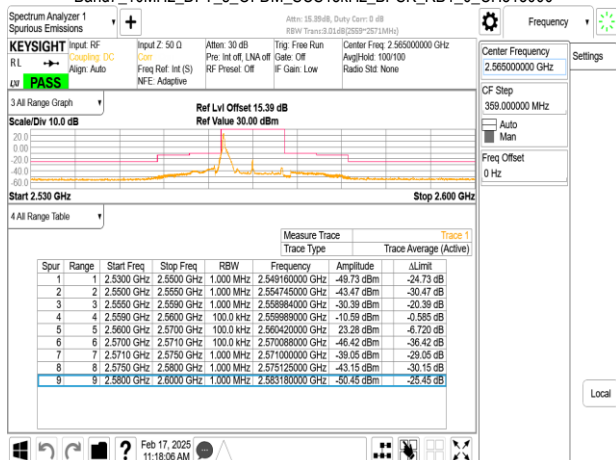 Spectrum Analyzer 1
Spurious Emissions
Attn: 15.39dB, Duty Corr: 0 dB
RBW Trans:3.01dB(2559~2571MHz)
Frequency
Settings
KEYSIGHT
RL
PASS
Input: RF
Coupling: DC
Align: Auto
Input Z: 50 Ω
Corr
Freq Ref: Int (S)
NFE: Adaptive
Atten: 30 dB
Pre: Int off, LNA off
RF Preset: Off
Trig: Free Run
Gate: Off
IF Gain: Low
Center Freq: 2.565000000 GHz
Avg|Hold: 100/100
Radio Std: None
Center Frequency
2.565000000 GHz
CF Step
359.000000 MHz
Auto
Man
Freq Offset
0 Hz
3 All Range Graph
Scale/Div 10.0 dB
Ref Lvl Offset 15.39 dB
Ref Value 30.00 dBm
20.0
0.00
-20.0
-40.0
-60.0
Start 2.530 GHz
Stop 2.600 GHz
4 All Range Table
Measure Trace Trace 1
Trace Type Trace Average (Active)
Spur Range Start Freq Stop Freq RBW Frequency Amplitude ΔLimit
1 1 2.5300 GHz 2.5500 GHz 1.000 MHz 2.549160000 GHz -49.73 dBm -24.73 dB
2 2 2.5500 GHz 2.5550 GHz 1.000 MHz 2.554745000 GHz -43.47 dBm -30.47 dB
3 3 2.5550 GHz 2.5590 GHz 1.000 MHz 2.558984000 GHz -30.39 dBm -20.39 dB
4 4 2.5590 GHz 2.5600 GHz 100.0 kHz 2.559989000 GHz -10.59 dBm -0.585 dB
5 5 2.5600 GHz 2.5700 GHz 100.0 kHz 2.560420000 GHz 23.28 dBm -6.720 dB
6 6 2.5700 GHz 2.5710 GHz 100.0 kHz 2.570088000 GHz -46.42 dBm -36.42 dB
7 7 2.5710 GHz 2.5750 GHz 1.000 MHz 2.571000000 GHz -39.05 dBm -29.05 dB
8 8 2.5750 GHz 2.5800 GHz 1.000 MHz 2.575125000 GHz -43.15 dBm -30.15 dB
9 9 2.5800 GHz 2.6000 GHz 1.000 MHz 2.583180000 GHz -50.45 dBm -25.45 dB
Local
Feb 17, 2025
11:18:06 AM